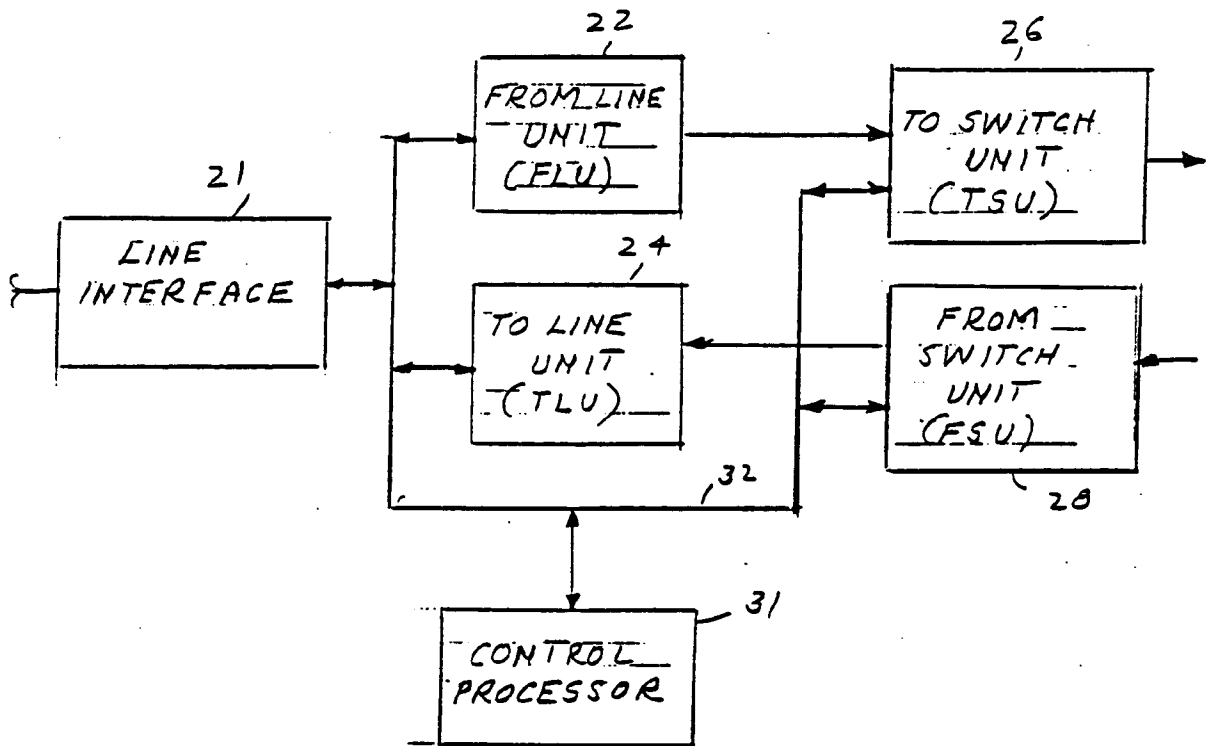 22
FROM LINE
UNIT
(FLU)
26
TO SWITCH
UNIT
(TSU)
21
LINE
INTERFACE
24
TO LINE
UNIT
(TLU)
FROM
SWITCH
UNIT
(FSU)
28
32
31
CONTROL
PROCESSOR